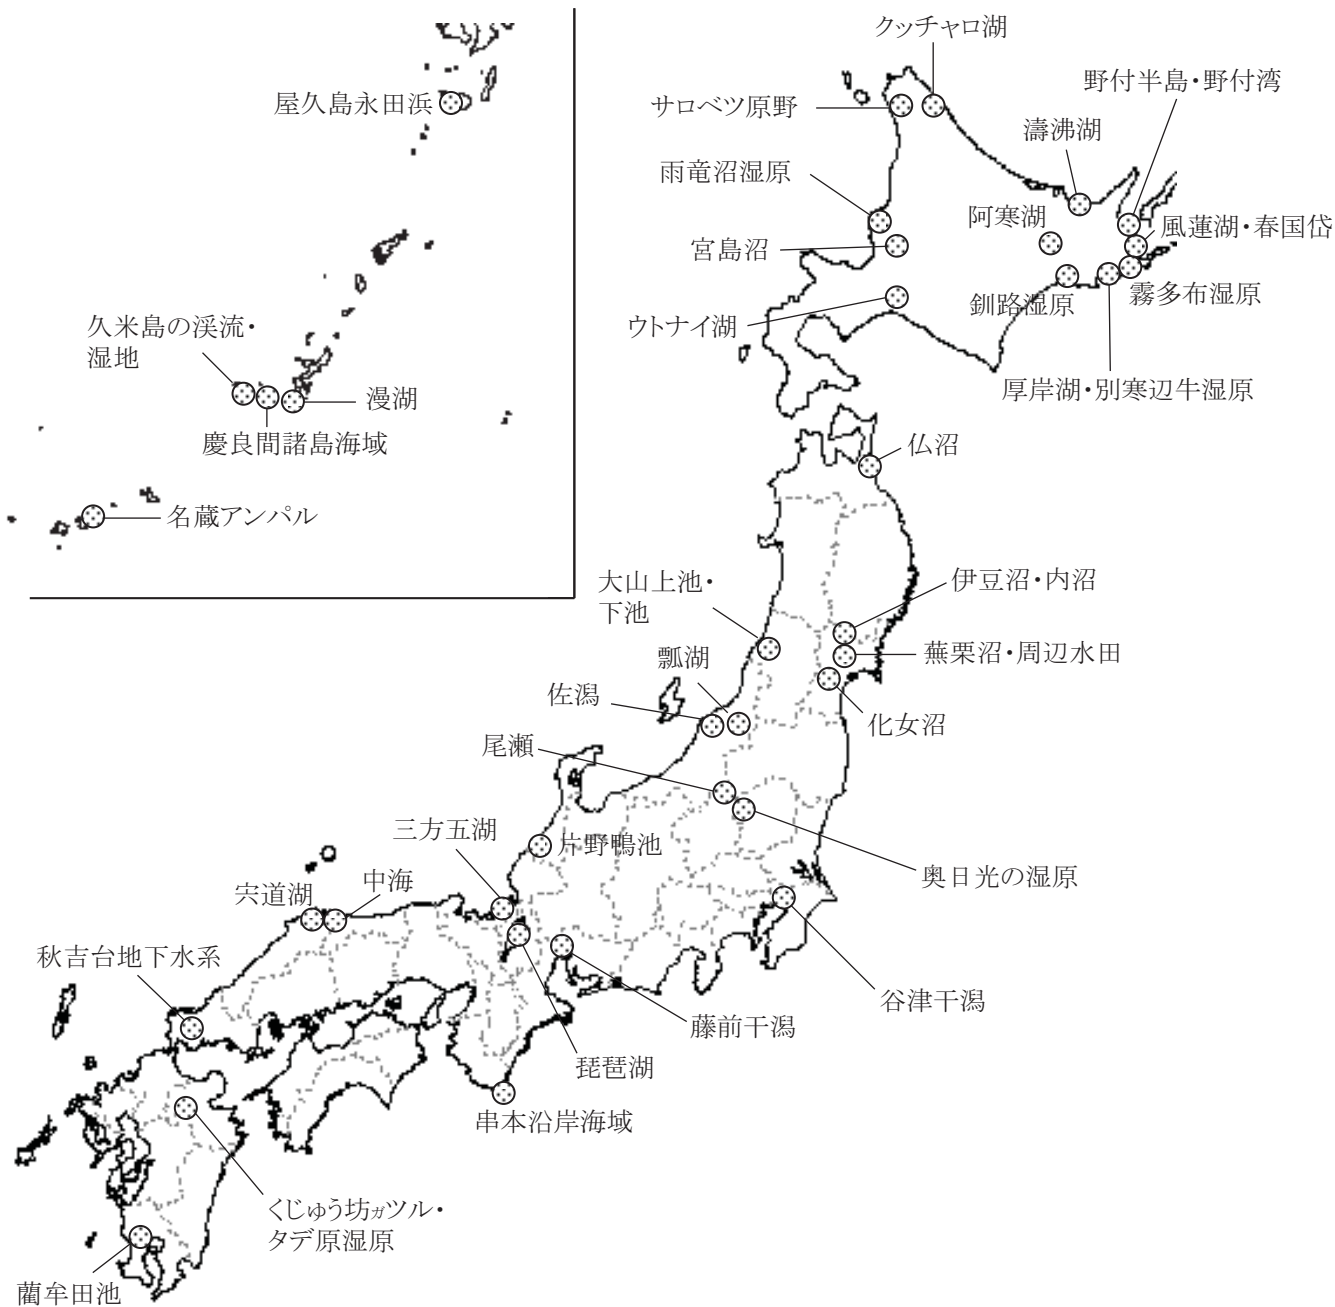 クッチャロ湖
野付半島・野付湾
屋久島永田浜
サロベツ原野
濤沸湖
雨竜沼湿原
阿寒湖
風蓮湖・春国岱
宮島沼
霧多布湿原
釧路湿原
ウトナイ湖
久米島の渓流・
湿地
厚岸湖・別寒辺牛湿原
漫湖
慶良間諸島海域
仏沼
名蔵アンパル
大山上池・
下池
伊豆沼・内沼
瓢湖
蕪栗沼・周辺水田
佐潟
化女沼
尾瀬
三方五湖
片野鴨池
奥日光の湿原
中海
宍道湖
秋吉台地下水系
谷津干潟
藤前干潟
琵琶湖
串本沿岸海域
くじゅう坊ガツル・
タデ原湿原
藺牟田池